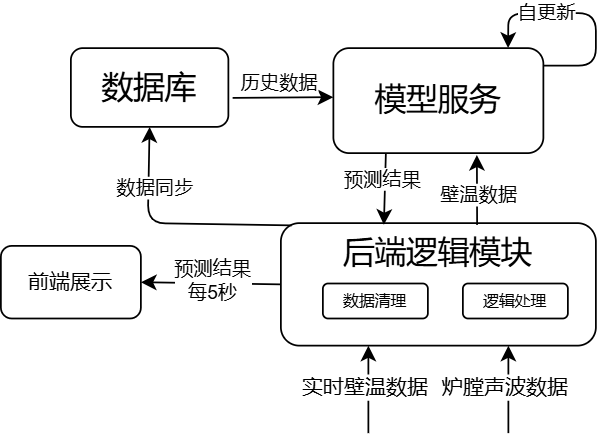 自更新
数据库
历史数据
模型服务
数据同步
预测结果
壁温数据
后端逻辑模块
前端展示
预测结果
每5秒
数据清理
逻辑处理
实时壁温数据
炉膛声波数据